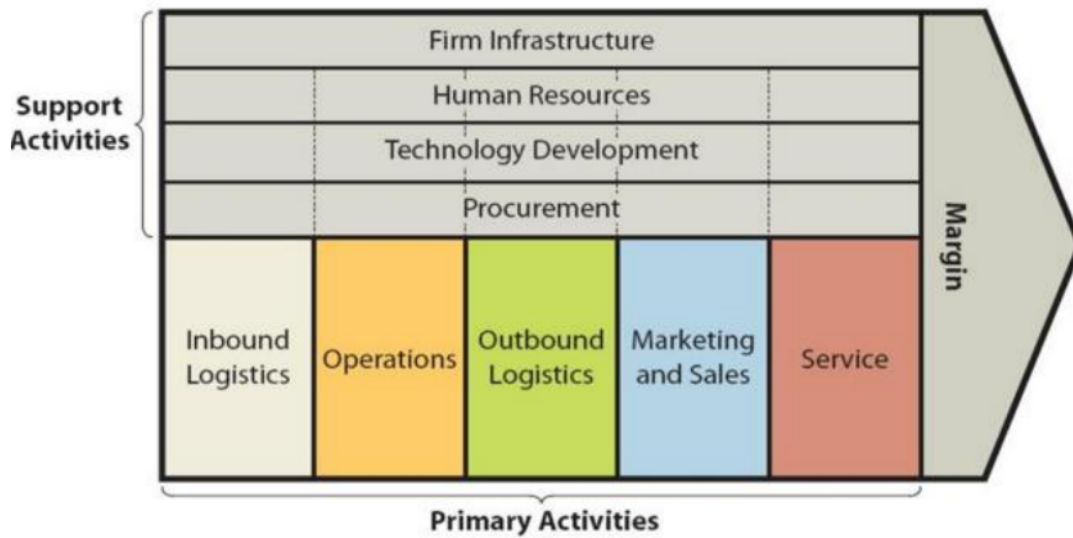 Firm Infrastructure
Human Resources
Technology Development
Procurement
Support
Activities
Inbound
Logistics
Operations
Outbound
Logistics
Marketing
and Sales
Service
Margin
Primary Activities